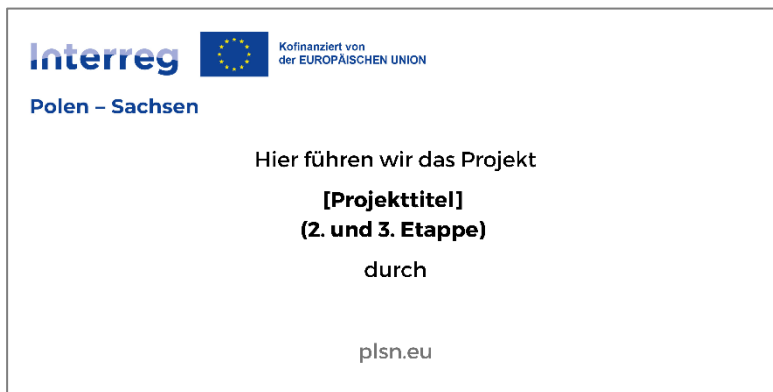 Interreg
Kofinanziert von
der EUROPÄISCHEN UNION
Polen – Sachsen
Hier führen wir das Projekt
[Projekttitel]
(2. und 3. Etappe)
durch
plsn.eu